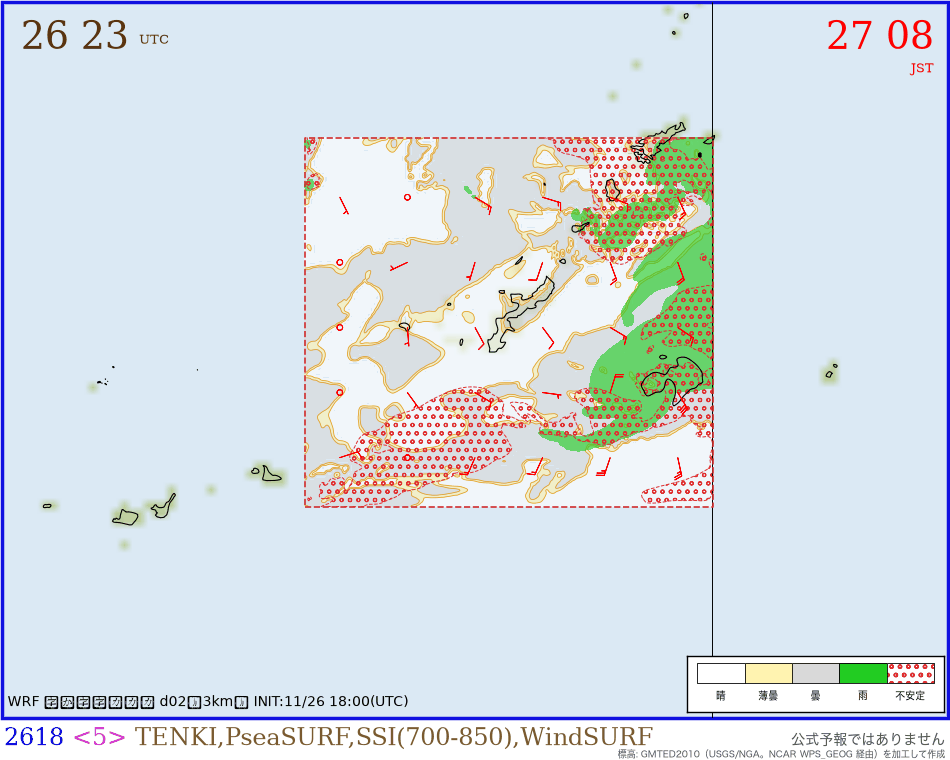 26 23 UTC
27 08
JST
晴 薄曇 曇 雨 不安定
WRF d02 3km INIT:11/26 18:00(UTC)
2618 <5> TENKI,PseaSURF,SSI(700-850),WindSURF
公式予報ではありません
標高: GMTED2010（USGS/NGA。NCAR WPS_GEOG 経由）を加工して作成